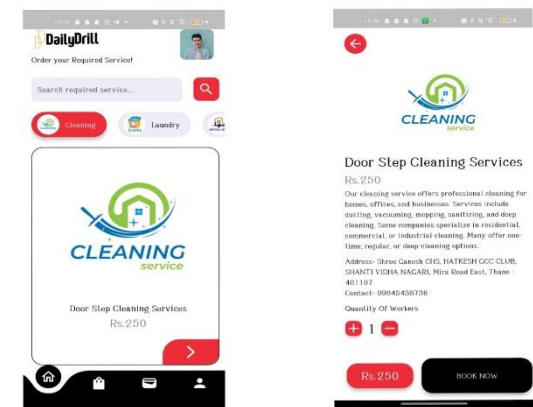 DailyDrill
Order your Required Service!
Search required service...
Cleaning
Laundry
CLEANING
service
Door Step Cleaning Services
Rs.250
CLEANING
service
Door Step Cleaning Services
Rs.250
Our cleaning service offers professional cleaning for
homes, offices, and businesses. Services include
dusting, vacuuming, mopping, sanitizing, and deep
cleaning. Some companies specialize in residential,
commercial, or industrial cleaning. Many offer one-
time, regular, or deep-cleaning options.
Address- Shree Ganesh CHS, HATKESH GCC CLUB,
SHANTI VIDHA NAGARI, Mira Road East, Thane -
401107
Contact- 09845436736
Quantity Of Workers
1
Rs.250
BOOK NOW